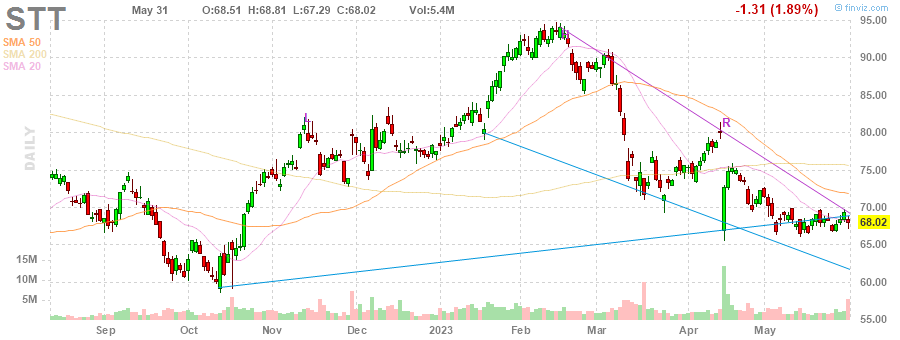 STT May 31 O:68.51 H:68.81 L:67.29 C:68.02 Vol:5.4M -1.31 (1.89%)
© finviz.com
SMA 50
SMA 200
SMA 20
DAILY
R
95.00
90.00
85.00
80.00
75.00
70.00
68.02
65.00
60.00
55.00
15M
10M
5M
Sep Oct Nov Dec 2023 Feb Mar Apr May